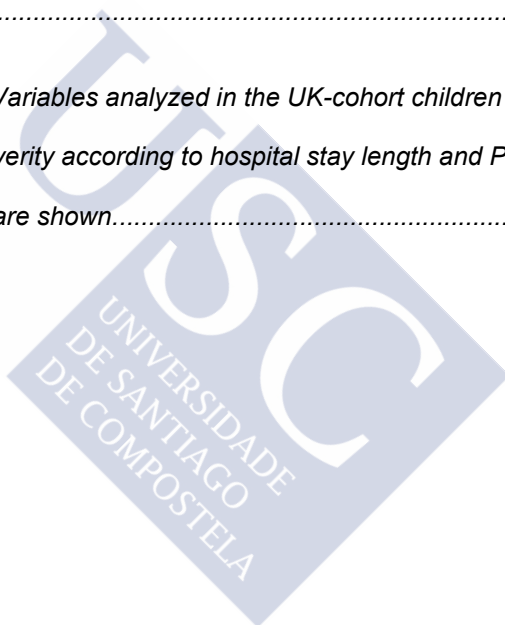 ....................................................................
Variables analyzed in the UK-cohort children
verity according to hospital stay length and P
are shown....................................................
USC
UNIVERSIDADE
DE SANTIAGO
DE COMPOSTELA